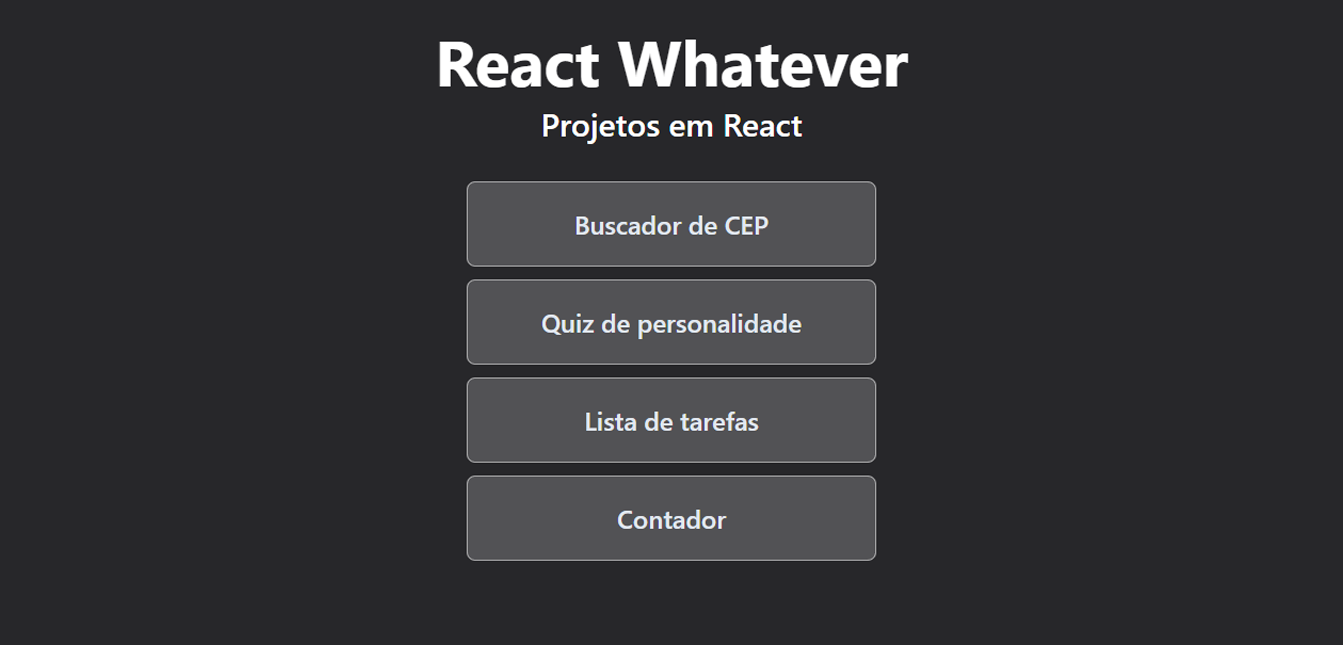 React Whatever
Projetos em React
Buscador de CEP
Quiz de personalidade
Lista de tarefas
Contador